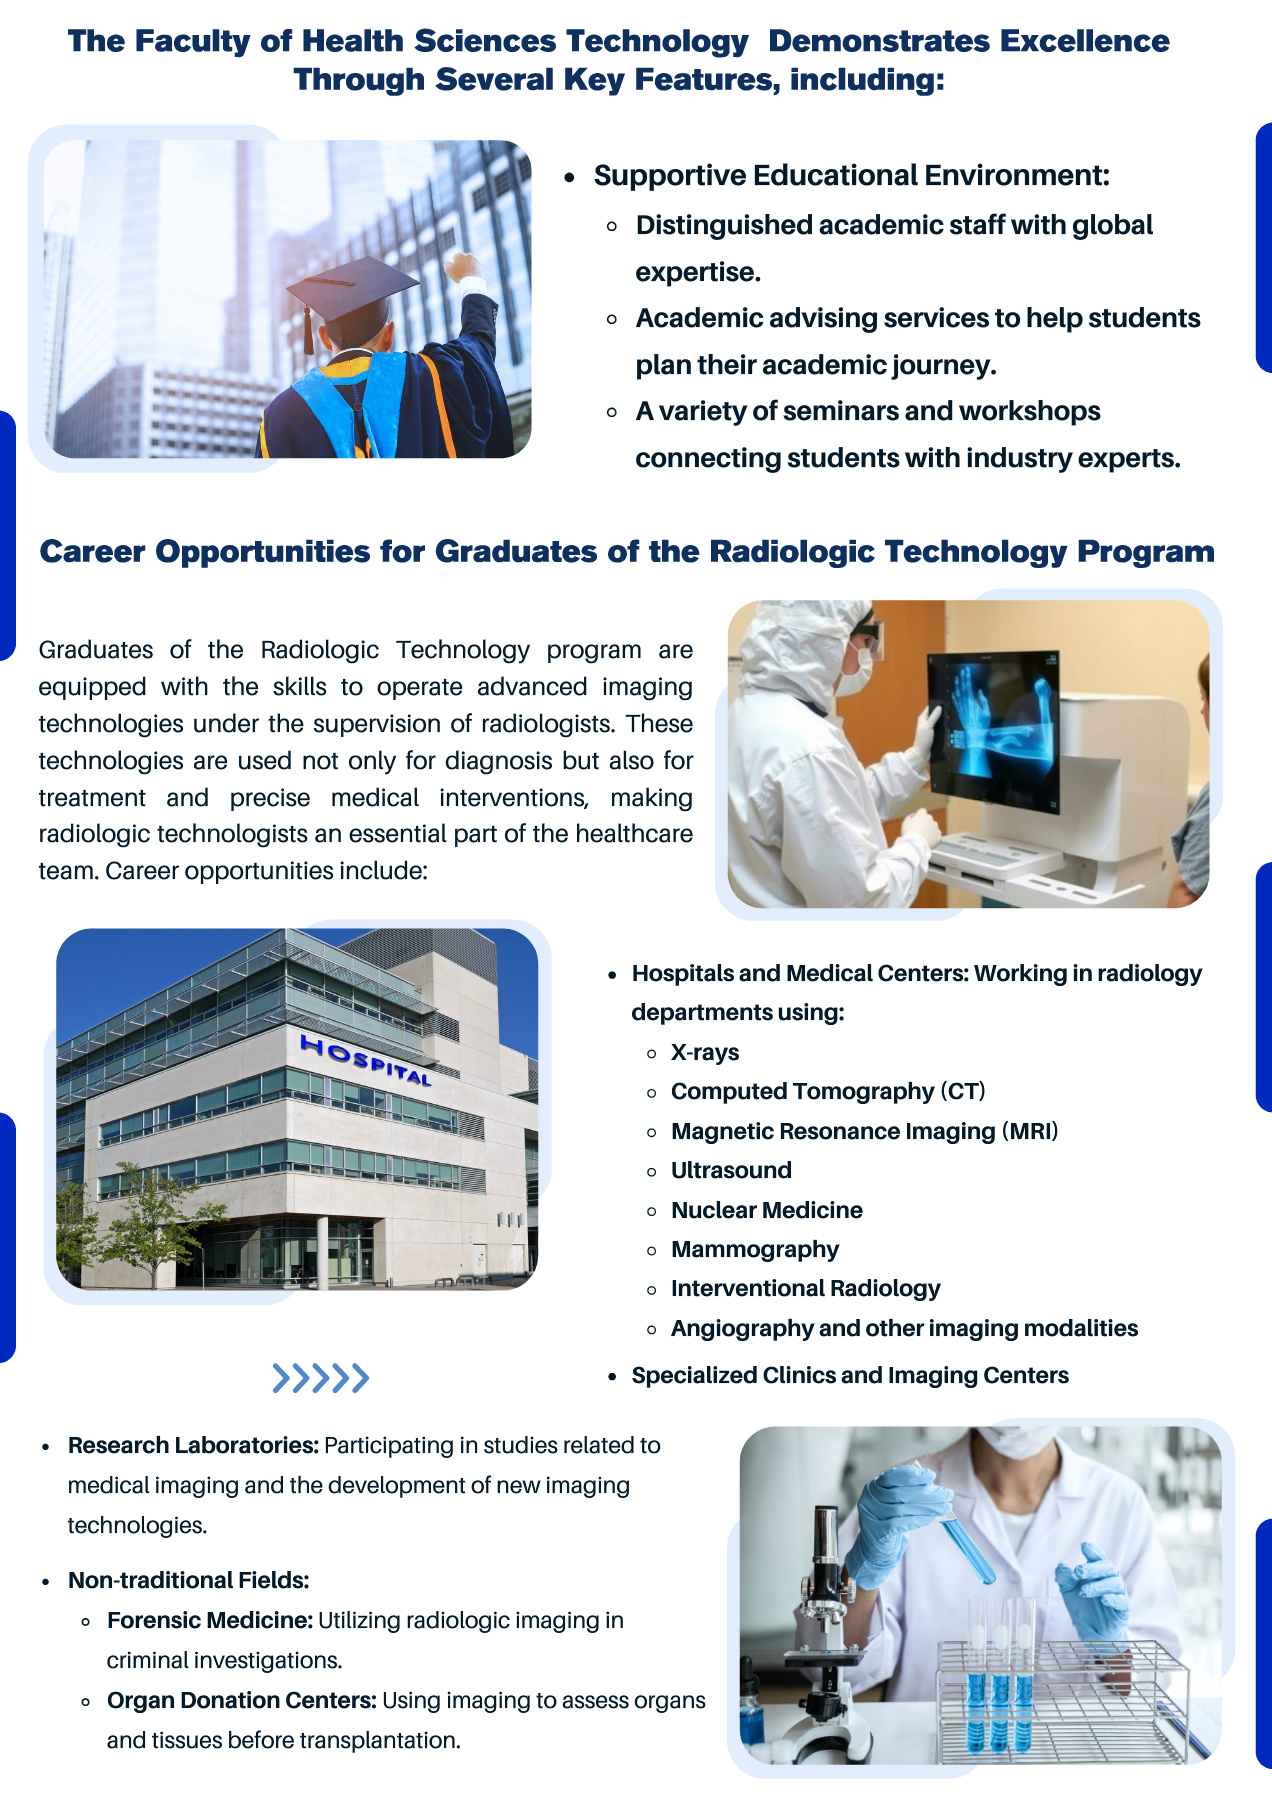 The Faculty of Health Sciences Technology  Demonstrates Excellence
Through Several Key Features, including:
• Supportive Educational Environment:
◦ Distinguished academic staff with global
expertise.
◦ Academic advising services to help students
plan their academic journey.
◦ A variety of seminars and workshops
connecting students with industry experts.
Career Opportunities for Graduates of the Radiologic Technology Program
Graduates of the Radiologic Technology program are
equipped with the skills to operate advanced imaging
technologies under the supervision of radiologists. These
technologies are used not only for diagnosis but also for
treatment and precise medical interventions, making
radiologic technologists an essential part of the healthcare
team. Career opportunities include:
HOSPITAL
• Hospitals and Medical Centers: Working in radiology
departments using:
◦ X-rays
◦ Computed Tomography (CT)
◦ Magnetic Resonance Imaging (MRI)
◦ Ultrasound
◦ Nuclear Medicine
◦ Mammography
◦ Interventional Radiology
◦ Angiography and other imaging modalities
• Specialized Clinics and Imaging Centers
• Research Laboratories: Participating in studies related to
medical imaging and the development of new imaging
technologies.
• Non-traditional Fields:
◦ Forensic Medicine: Utilizing radiologic imaging in
criminal investigations.
◦ Organ Donation Centers: Using imaging to assess organs
and tissues before transplantation.